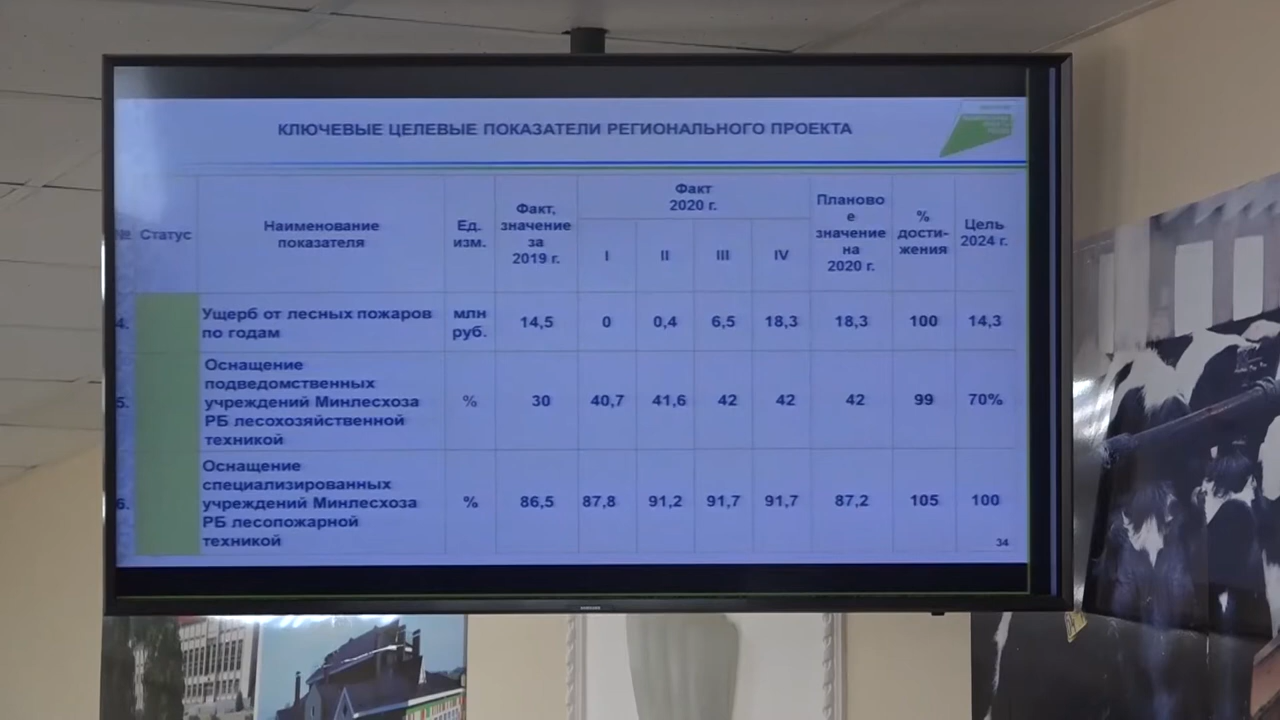 КЛЮЧЕВЫЕ ЦЕЛЕВЫЕ ПОКАЗАТЕЛИ РЕГИОНАЛЬНОГО ПРОЕКТА
№ Статус Наименование показателя Ед. изм. Факт, значение за 2019 г. Факт 2020 г. I II III IV Планово е значение на 2020 г. % дости- жения Цель 2024 г.
4. Ущерб от лесных пожаров по годам млн руб. 14,5 0 0,4 6,5 18,3 18,3 100 14,3
5. Оснащение подведомственных учреждений Минлесхоза РБ лесохозяйственной техникой % 30 40,7 41,6 42 42 42 99 70%
6. Оснащение специализированных учреждений Минлесхоза РБ лесопожарной техникой % 86,5 87,8 91,2 91,7 91,7 87,2 105 100
34